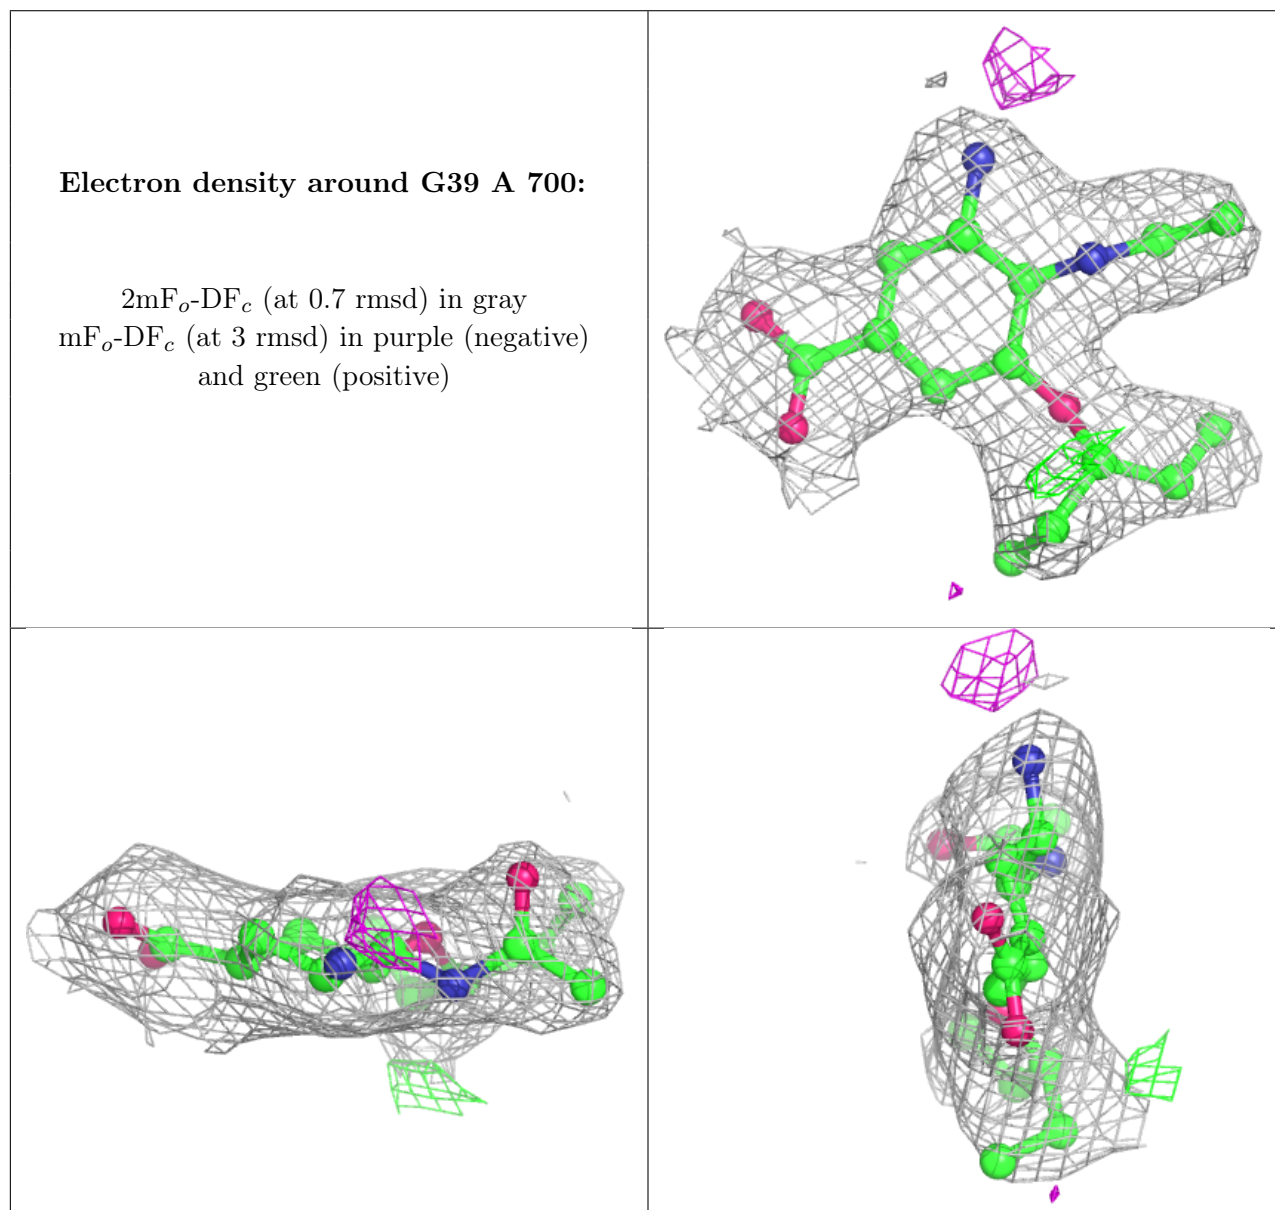 Electron density around G39 A 700:
2mFo-DFc (at 0.7 rmsd) in gray
mFo-DFc (at 3 rmsd) in purple (negative)
and green (positive)